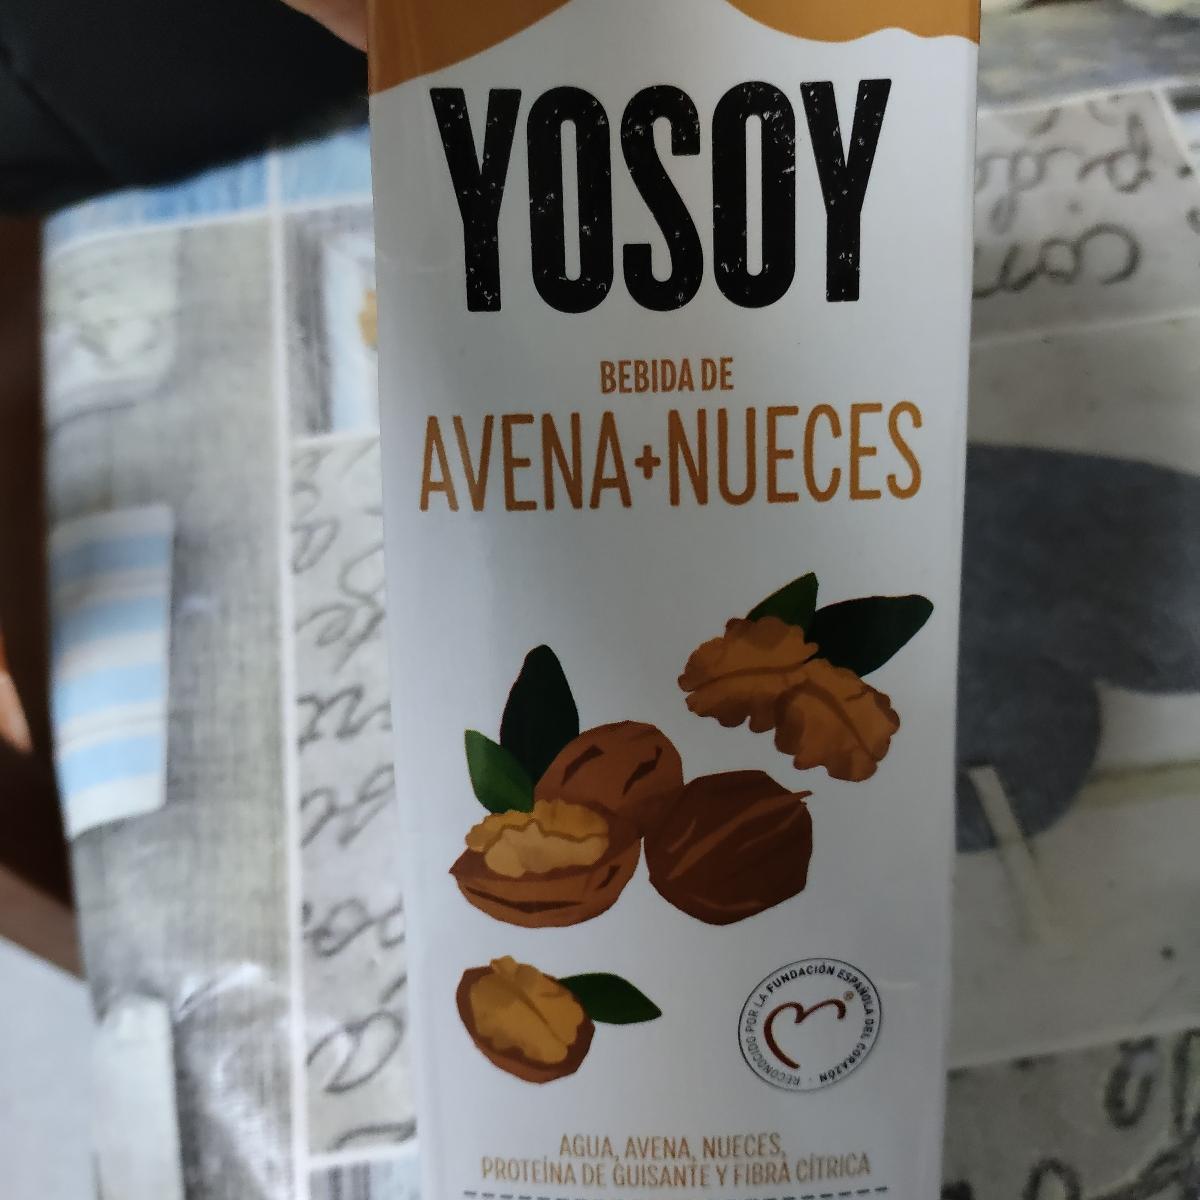 YOSOY
BEBIDA DE
AVENA+NUECES
RECONOCIDO POR LA FUNDACIÓN ESPAÑOLA DEL CORAZÓN
®
AGUA, AVENA, NUECES,
PROTEÍNA DE GUISANTE Y FIBRA CÍTRICA